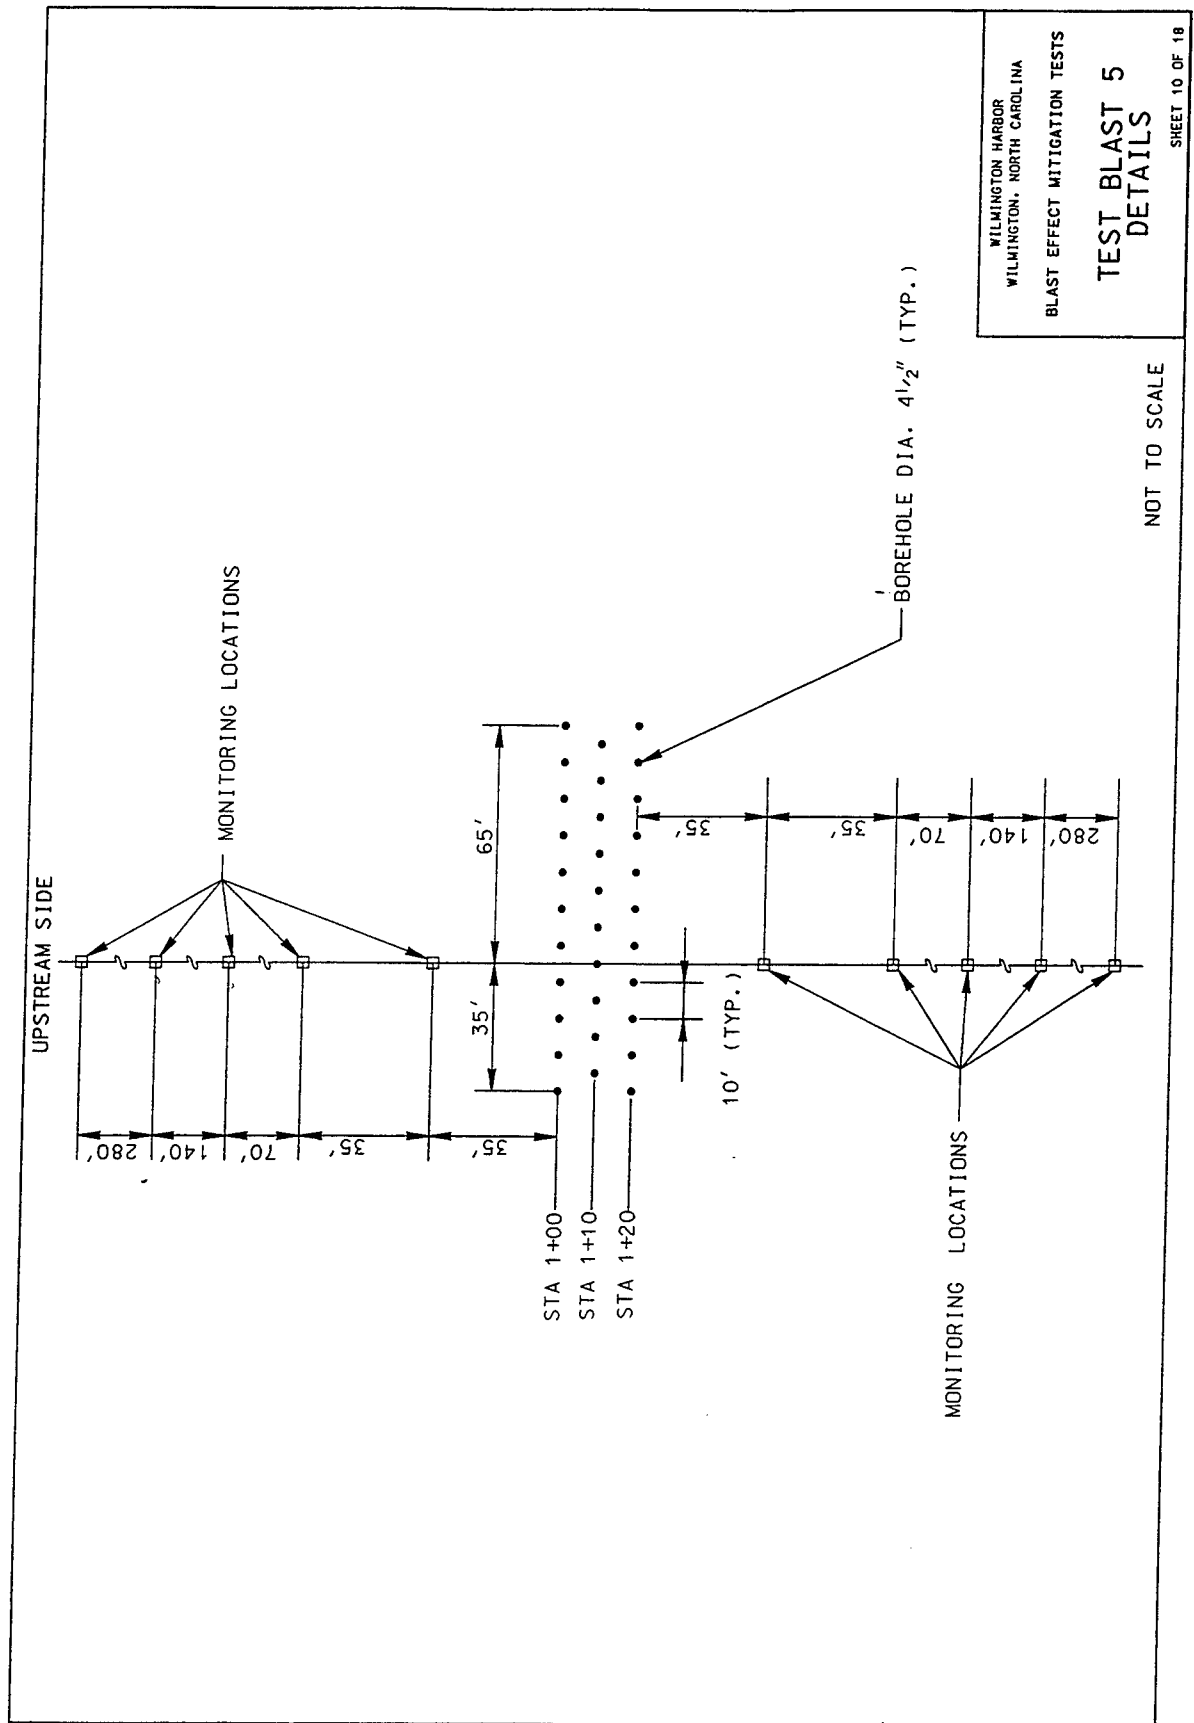 UPSTREAM SIDE
MONITORING LOCATIONS
280'
140'
70'
35'
35'
35'
65'
STA 1+00
STA 1+10
STA 1+20
10' (TYP.)
35'
35'
70'
140'
280'
BOREHOLE DIA. 4 1/2" (TYP.)
MONITORING LOCATIONS
NOT TO SCALE
WILMINGTON HARBOR
WILMINGTON, NORTH CAROLINA
BLAST EFFECT MITIGATION TESTS
TEST BLAST 5
DETAILS
SHEET 10 OF 18